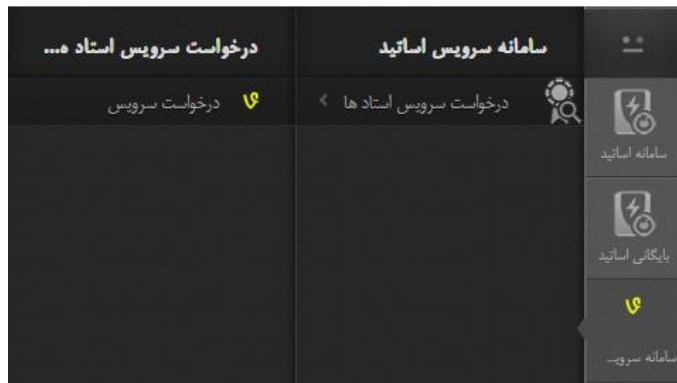 سامانه اساتید
بایگانی اساتید
سامانه سروی...
سامانه سرویس اساتید
درخواست سرویس استاد ها
درخواست سرویس استاد ه...
درخواست سرویس